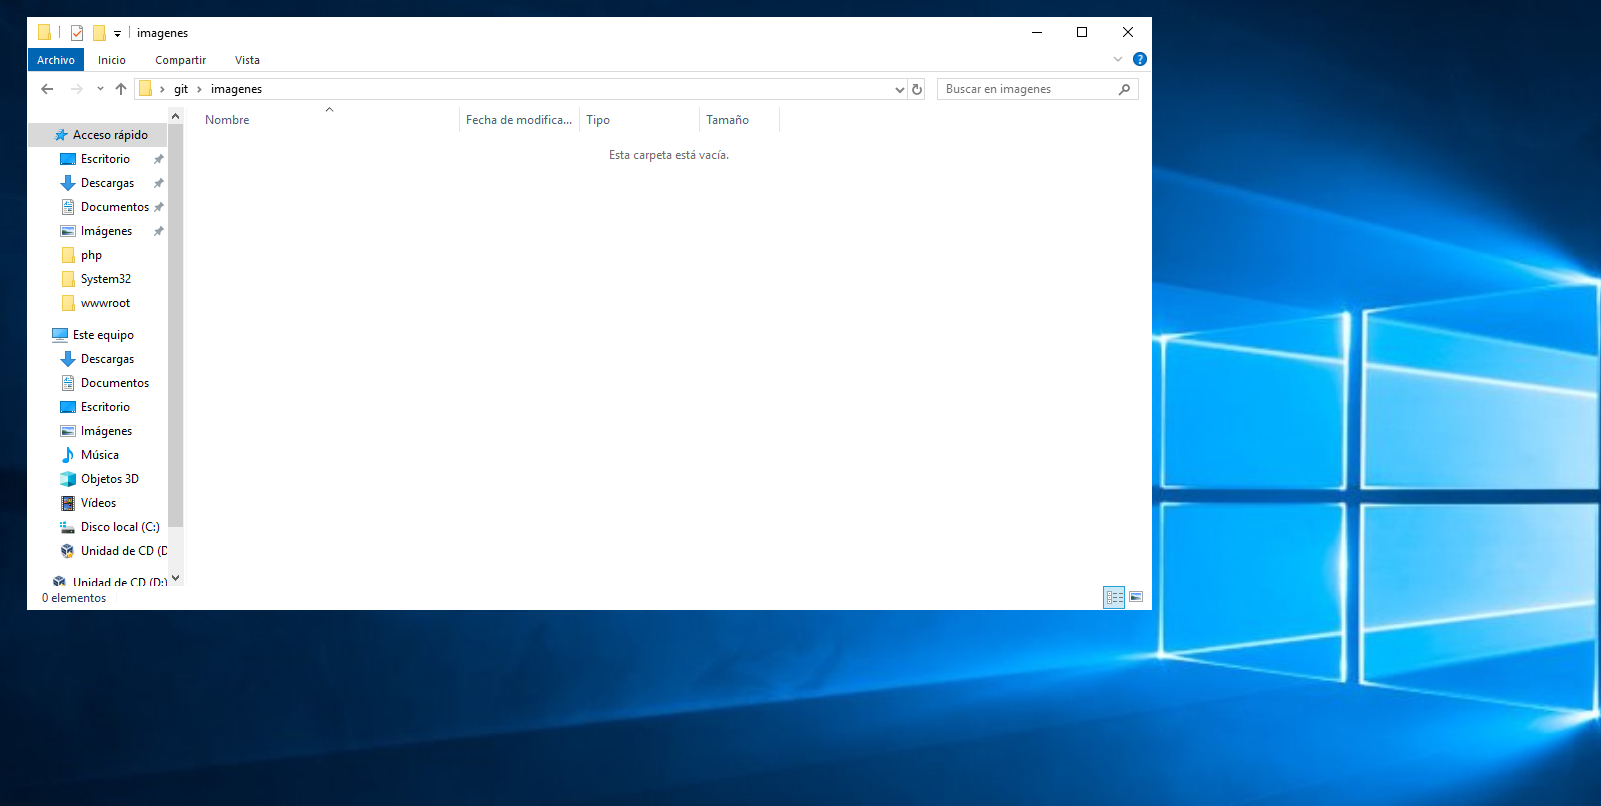 imagenes
Archivo Inicio Compartir Vista
git imagenes Buscar en imagenes
Nombre Fecha de modifica... Tipo Tamaño
Esta carpeta está vacía.
Acceso rápido
Escritorio
Descargas
Documentos
Imágenes
php
System32
wwwroot
Este equipo
Descargas
Documentos
Escritorio
Imágenes
Música
Objetos 3D
Vídeos
Disco local (C:)
Unidad de CD (D
Unidad de CD (D:)
0 elementos